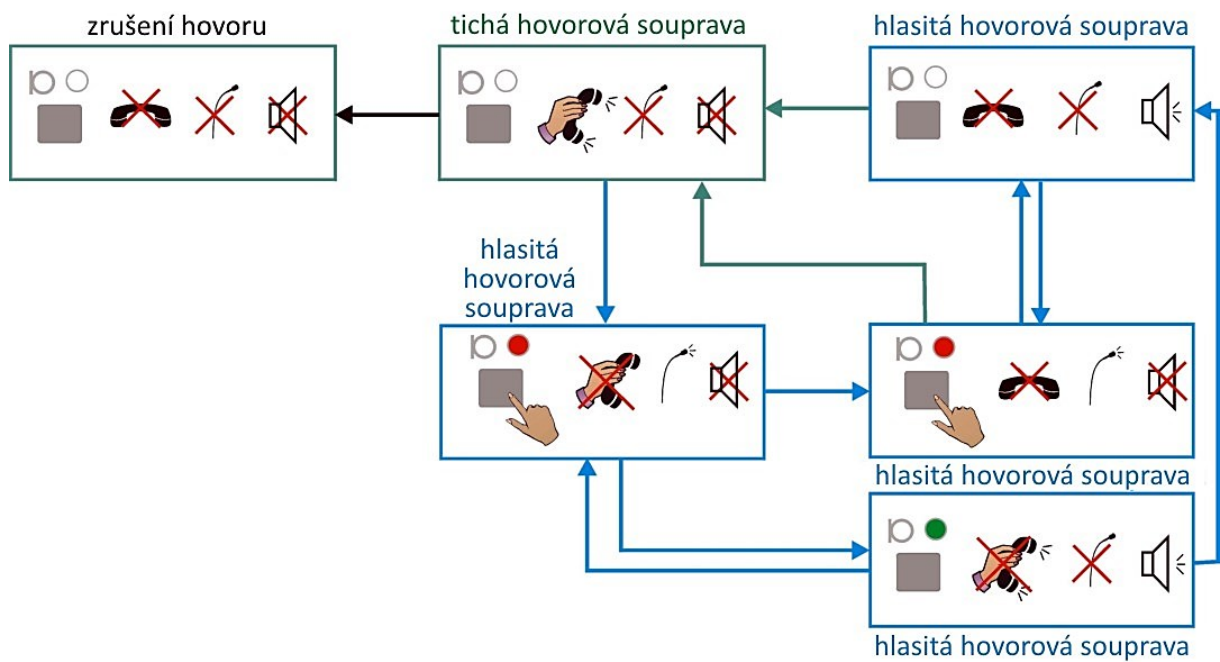 zrušení hovoru
tichá hovorová souprava
hlasitá hovorová souprava
hlasitá
hovorová
souprava
hlasitá hovorová souprava
hlasitá hovorová souprava